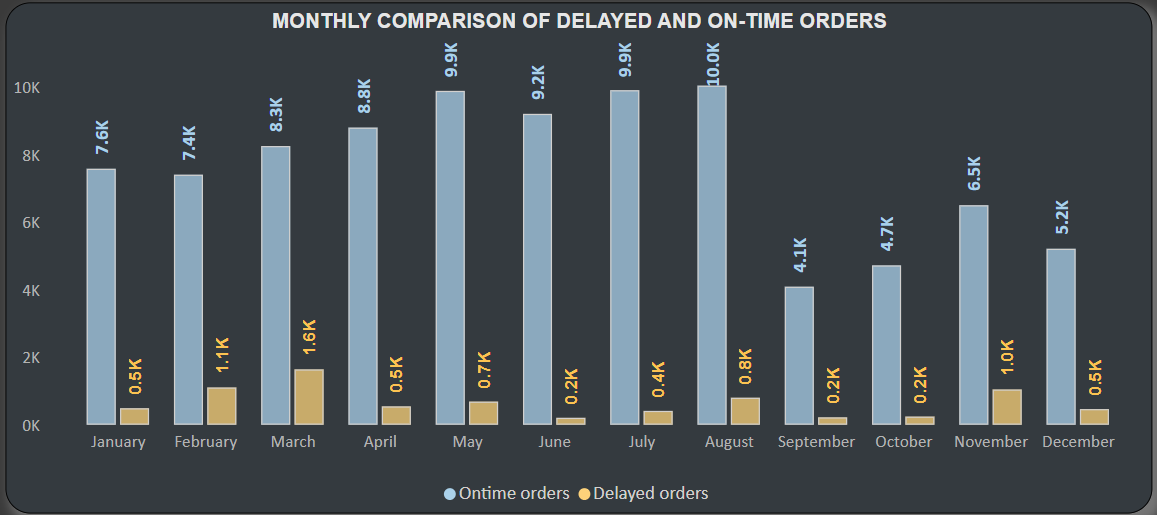 MONTHLY COMPARISON OF DELAYED AND ON-TIME ORDERS
10K
8K
6K
4K
2K
0K
7.6K
0.5K
7.4K
1.1K
8.3K
1.6K
8.8K
0.5K
9.9K
0.7K
9.2K
0.2K
9.9K
0.4K
10.0K
0.8K
4.1K
0.2K
4.7K
0.2K
6.5K
1.0K
5.2K
0.5K
January February March April May June July August September October November December
Ontime orders Delayed orders